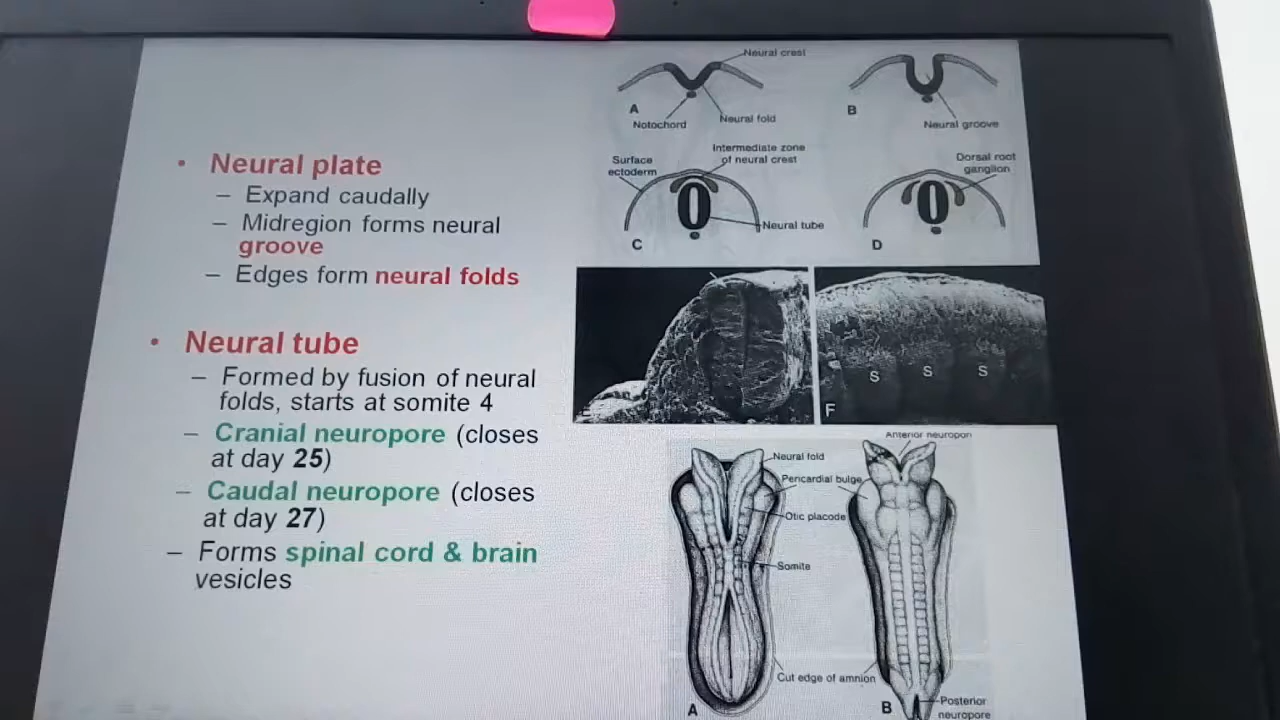 • Neural plate
– Expand caudally
– Midregion forms neural
groove
– Edges form neural folds
• Neural tube
– Formed by fusion of neural
folds, starts at somite 4
– Cranial neuropore (closes
at day 25)
– Caudal neuropore (closes
at day 27)
– Forms spinal cord & brain
vesicles
Neural crest
A
Notochord
Neural fold
B
Neural groove
Surface
ectoderm
Intermediate zone
of neural crest
Neural tube
C
Dorsal root
ganglion
D
S S S
F
Neural fold
Pericardial bulge
Otic placode
Somite
Cut edge of amnion
A
Anterior neuropon
B
Posterior
neuropore